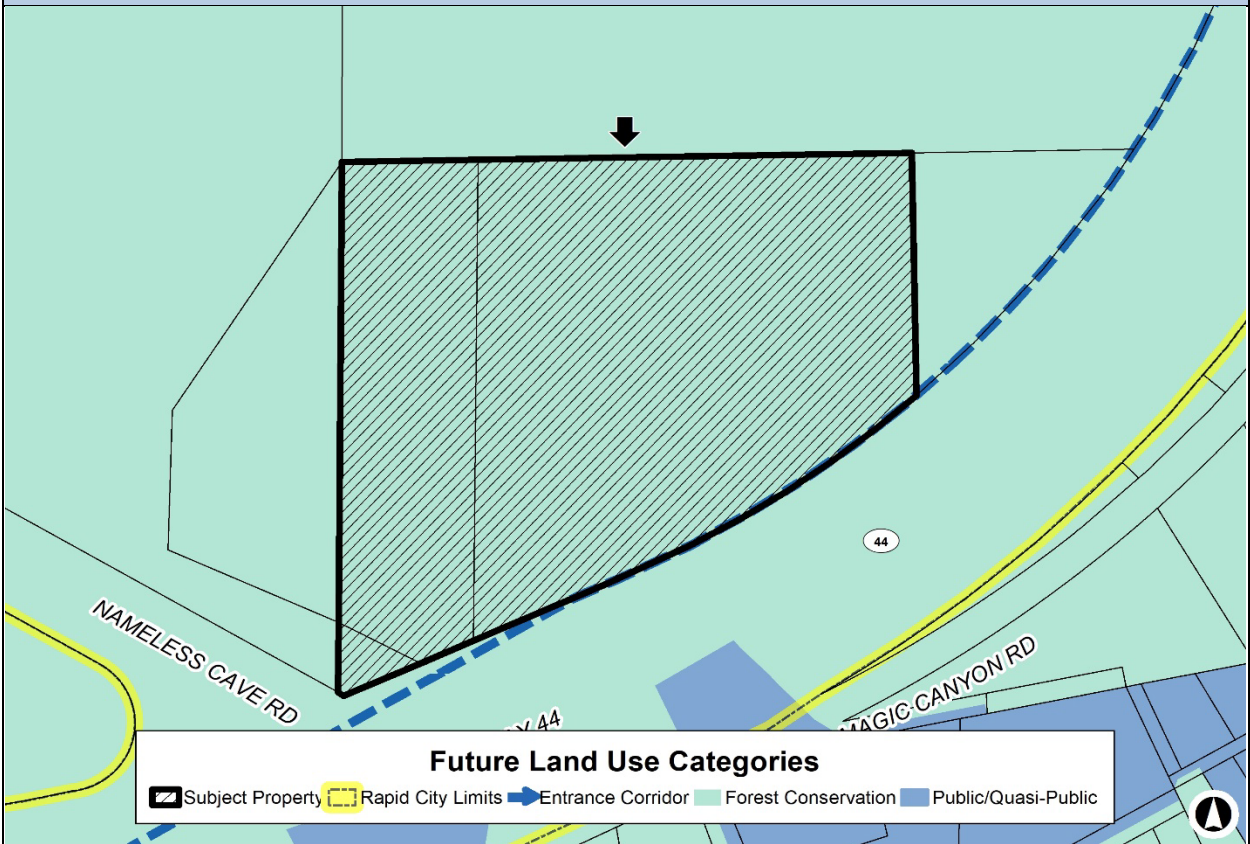 44
NAMELESS CAVE RD
MAGIC CANYON RD
44
Future Land Use Categories
Subject Property Rapid City Limits Entrance Corridor Forest Conservation Public/Quasi-Public